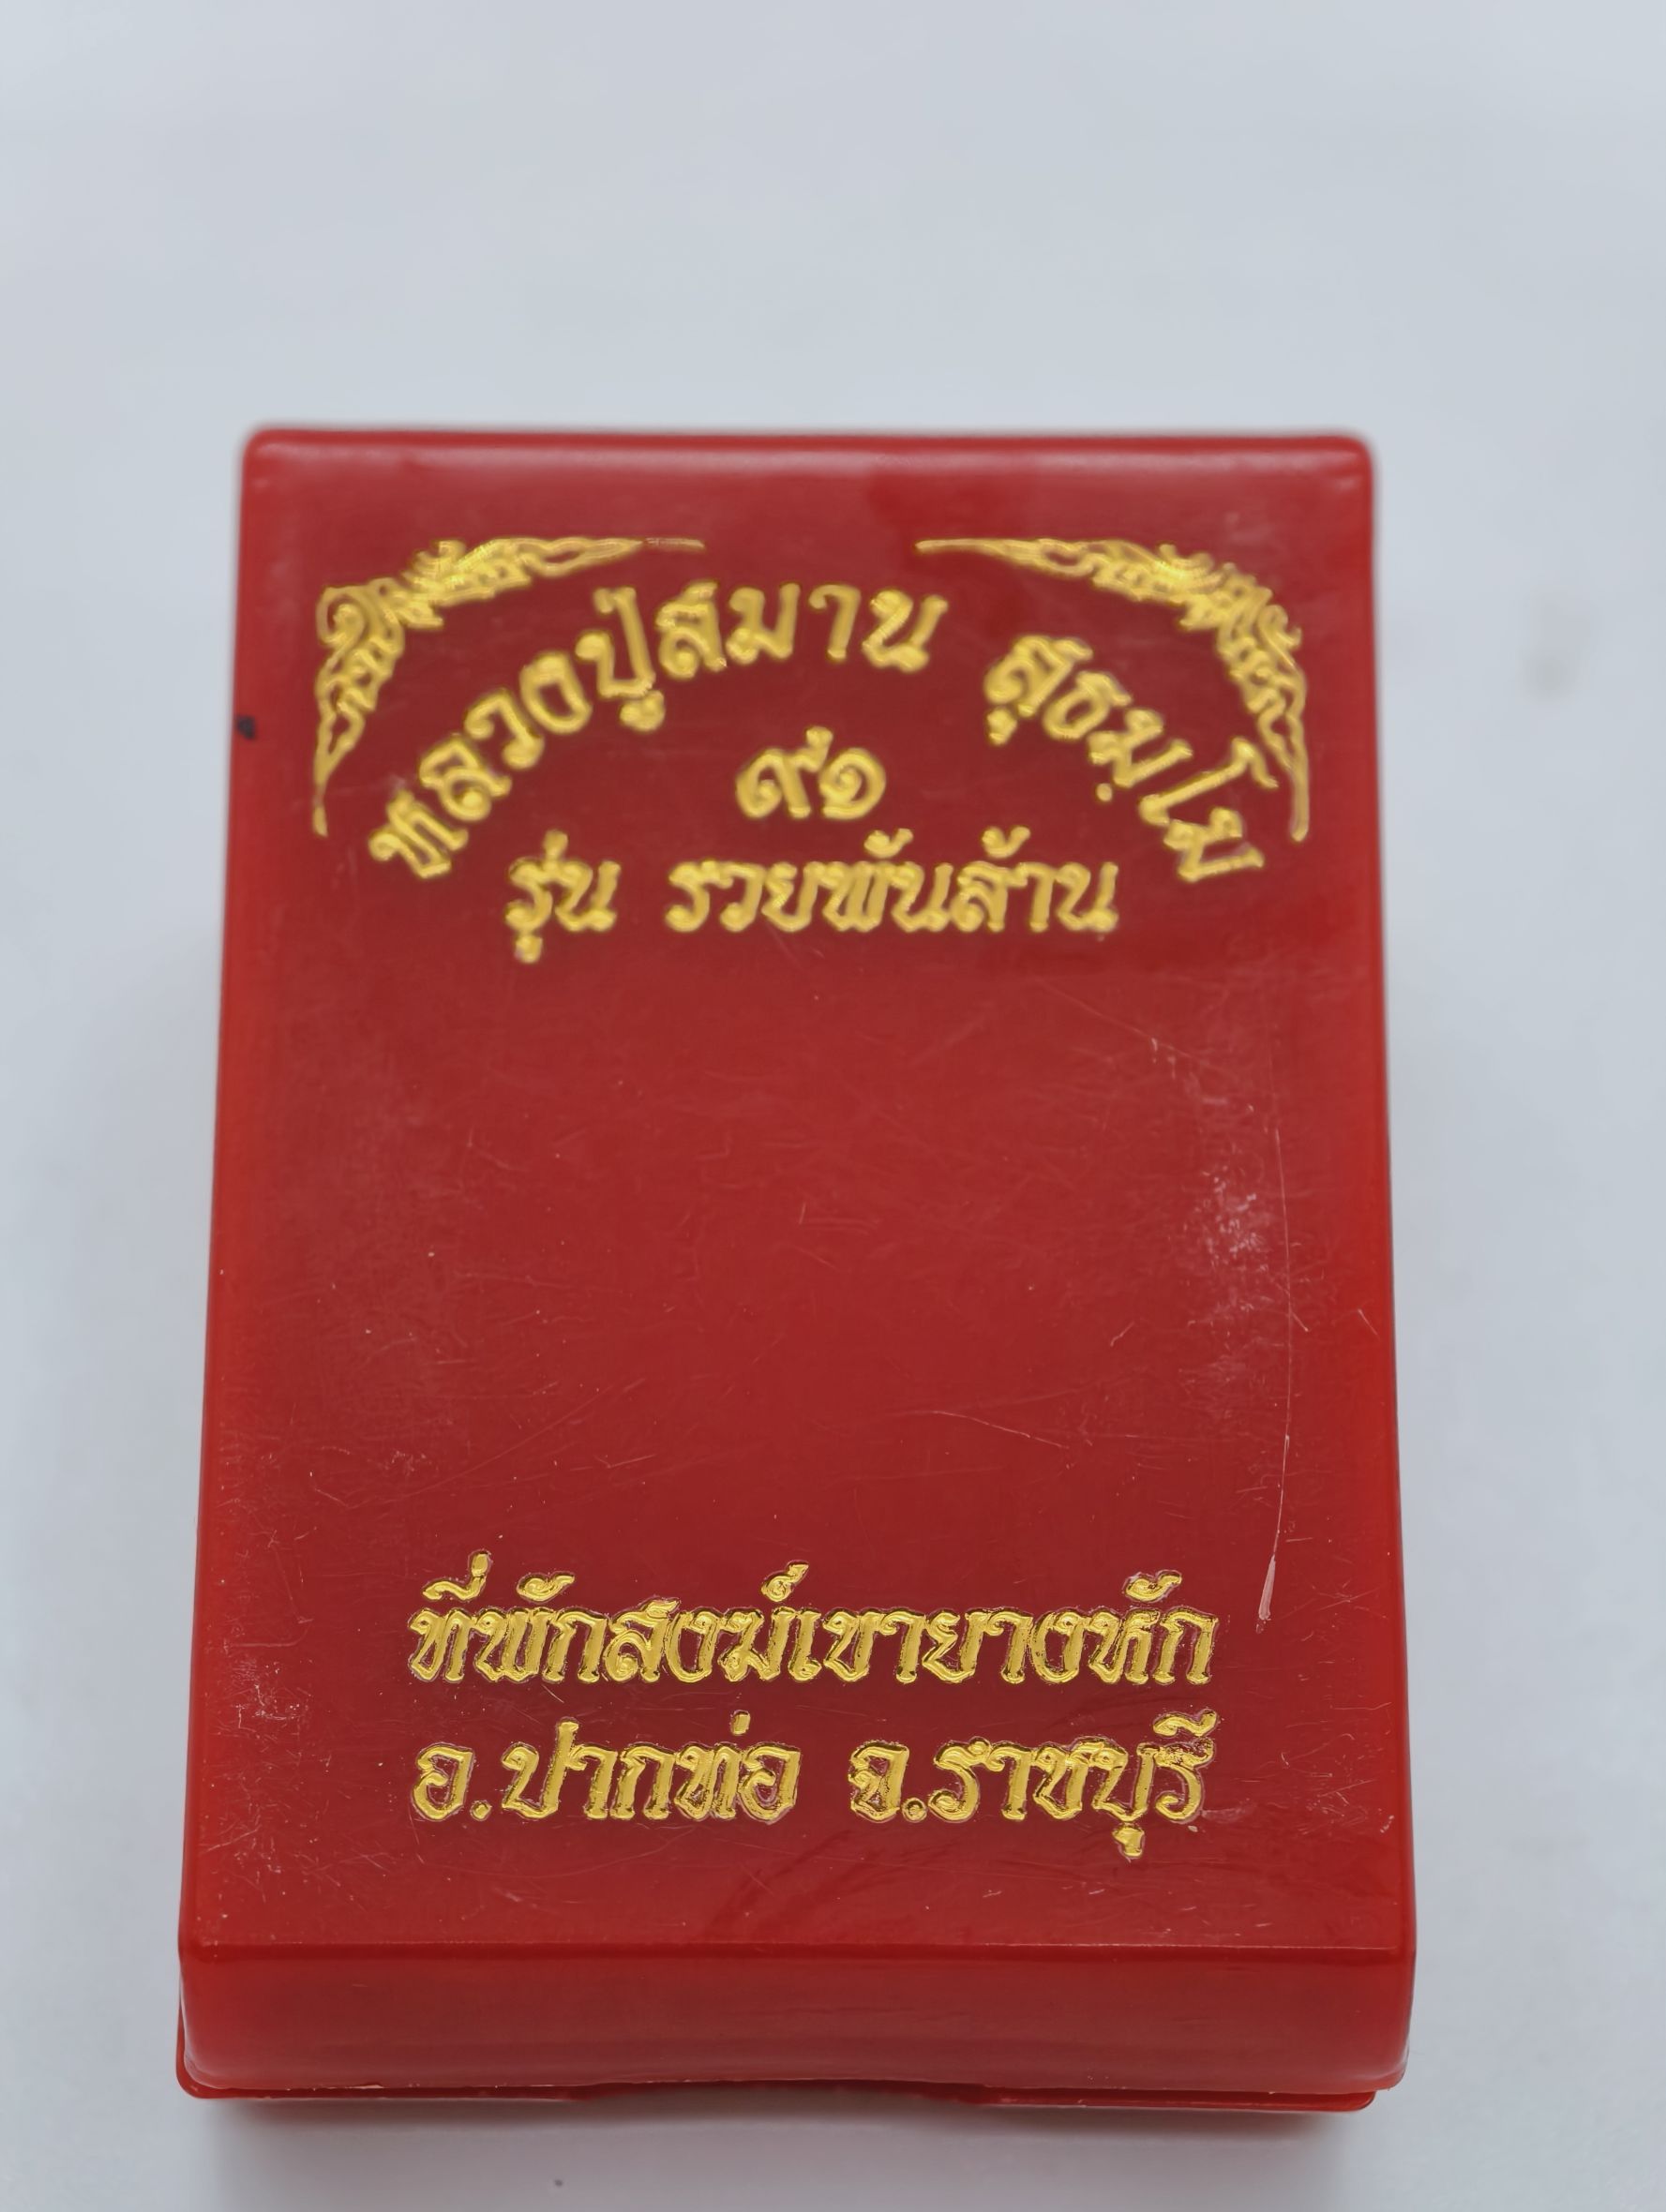 หลวงปู่สมาน สุธมฺโม
๙๑
รุ่น รวยพันล้าน
ที่พักสงฆ์เขายางหัก
อ.ปากท่อ จ.ราชบุรี